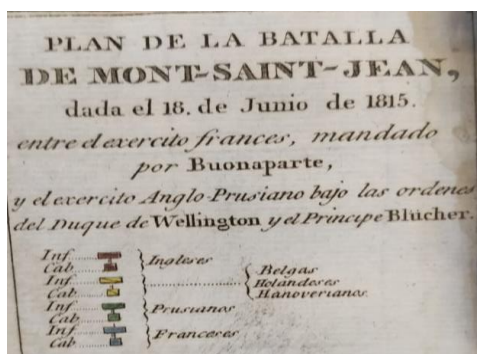 PLAN DE LA BATALLA
DE MONT-SAINT-JEAN,
dada el 18. de Junio de 1815.
entre el exercito frances, mandado
por Buonaparte,
y el exercito Anglo-Prusiano bajo las ordenes
del Duque de Wellington y el Principe Blücher.
Inf....... Ingleses
Cab.......
Inf....... Belgas
Cab....... Holandeses
Hanoverianos.
Inf....... Prusianos
Cab.......
Inf....... Franceses
Cab.......